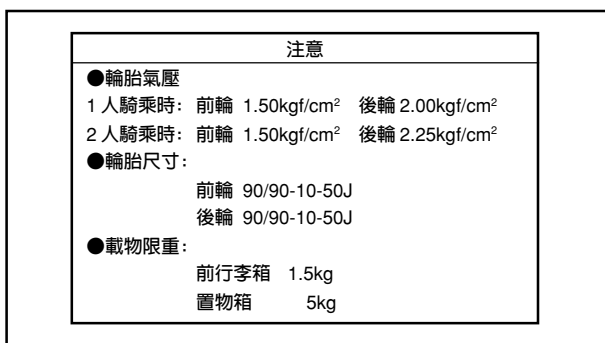 注意
●輪胎氣壓
1人騎乘時: 前輪 1.50kgf/cm² 後輪 2.00kgf/cm²
2人騎乘時: 前輪 1.50kgf/cm² 後輪 2.25kgf/cm²
●輪胎尺寸:
前輪 90/90-10-50J
後輪 90/90-10-50J
●載物限重:
前行李箱 1.5kg
置物箱 5kg